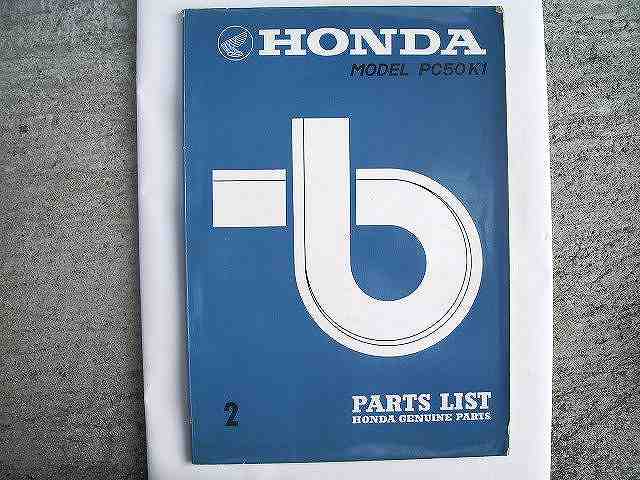 HONDA
MODEL PC50K1
2
PARTS LIST
HONDA GENUINE PARTS